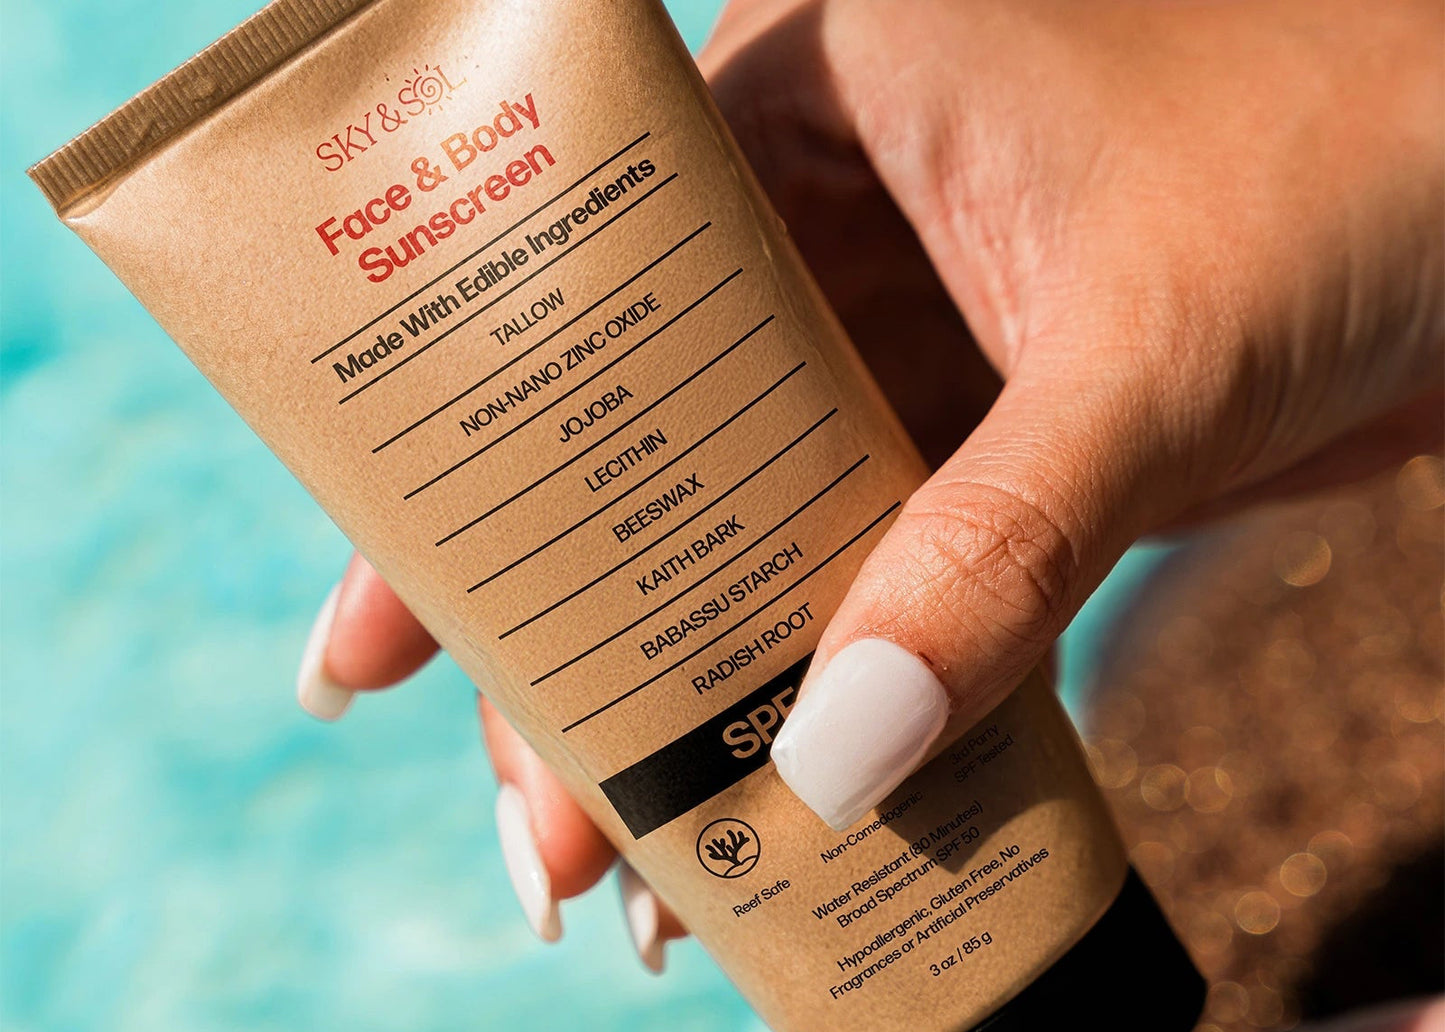 SKY & SOL
Face & Body
Sunscreen
Made With Edible Ingredients
TALLOW
NON-NANO ZINC OXIDE
JOJOBA
LECITHIN
BEESWAX
KAITH BARK
BABASSU STARCH
RADISH ROOT
SPF
Reef Safe
Non-Comedogenic
3rd Party
SPF Tested
Water Resistant (80 Minutes)
Broad Spectrum SPF 50
Hypoallergenic, Gluten Free, No
Fragrances or Artificial Preservatives
3 oz / 85 g